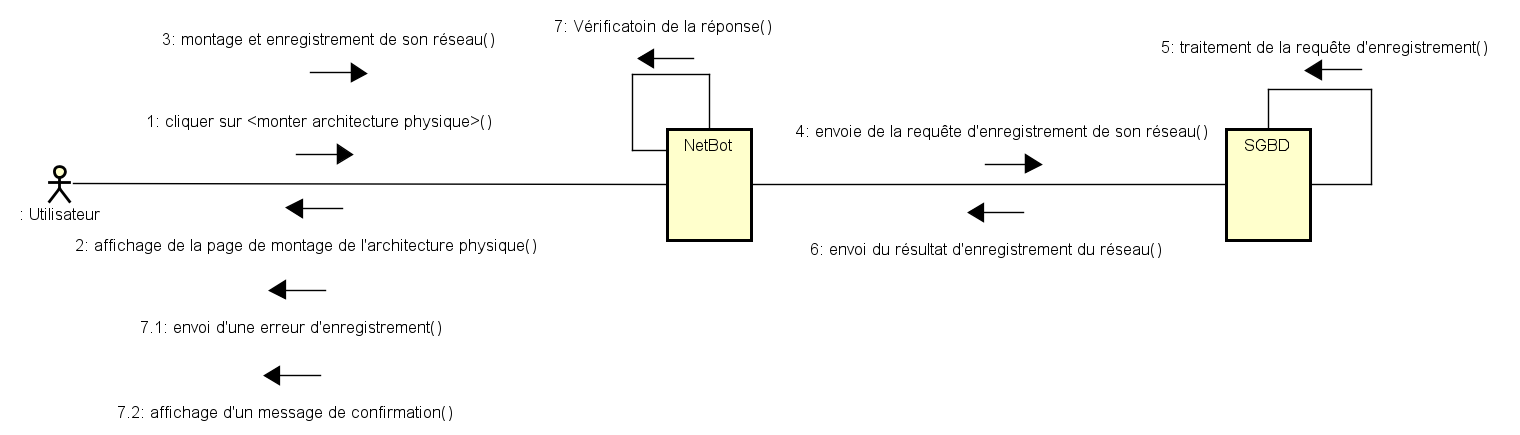 7: Vérificatoin de la réponse()
3: montage et enregistrement de son réseau()
5: traitement de la requête d'enregistrement()
1: cliquer sur <monter architecture physique>()
4: envoie de la requête d'enregistrement de son réseau()
NetBot
SGBD
: Utilisateur
2: affichage de la page de montage de l'architecture physique()
6: envoi du résultat d'enregistrement du réseau()
7.1: envoi d'une erreur d'enregistrement()
7.2: affichage d'un message de confirmation()